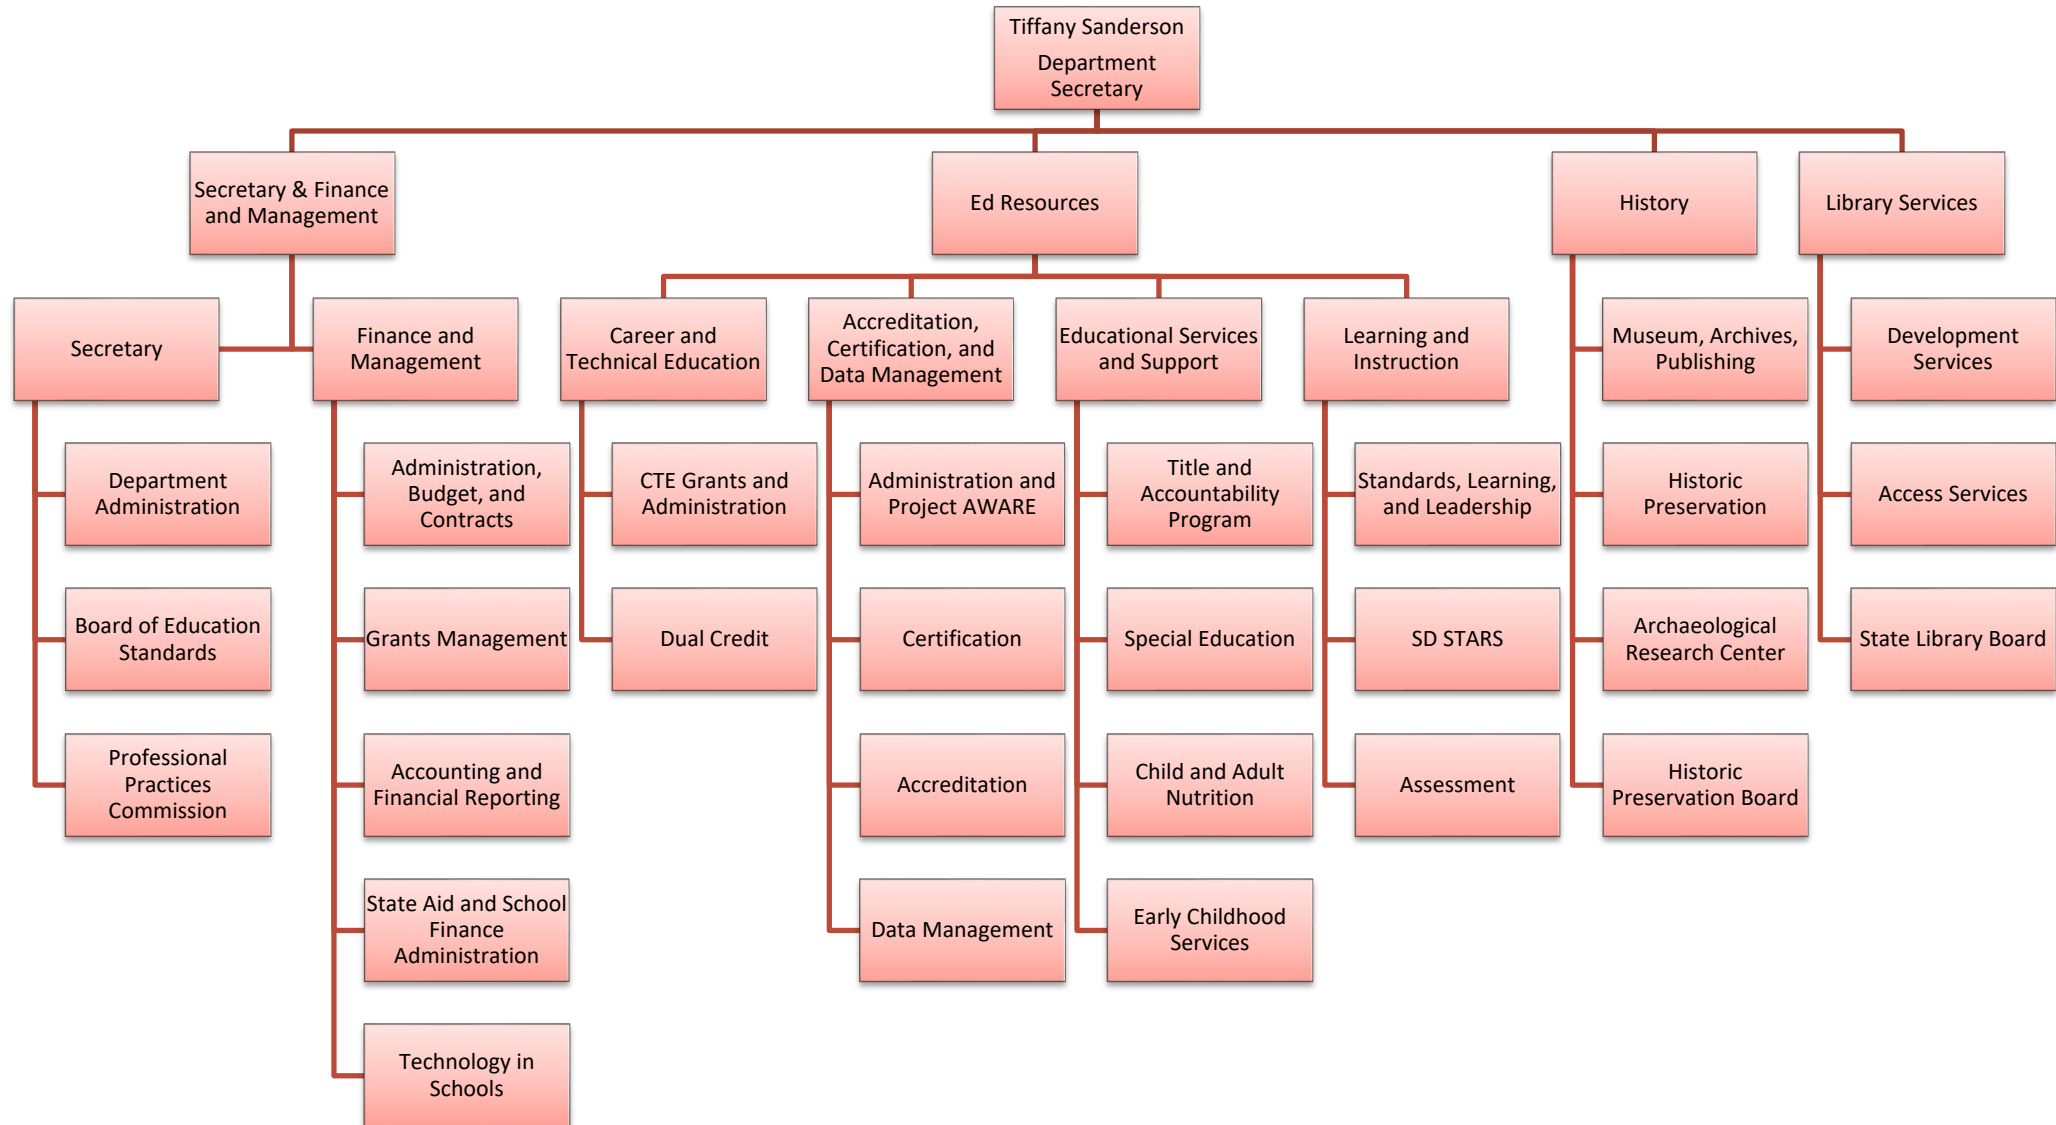 Tiffany Sanderson
Department
Secretary
Secretary & Finance
and Management
Ed Resources
History
Library Services
Secretary
Finance and
Management
Career and
Technical Education
Accreditation,
Certification, and
Data Management
Educational Services
and Support
Learning and
Instruction
Museum, Archives,
Publishing
Development
Services
Department
Administration
Administration,
Budget, and
Contracts
CTE Grants and
Administration
Administration and
Project AWARE
Title and
Accountability
Program
Standards, Learning,
and Leadership
Historic
Preservation
Access Services
Board of Education
Standards
Grants Management
Dual Credit
Certification
Special Education
SD STARS
Archaeological
Research Center
State Library Board
Professional
Practices
Commission
Accounting and
Financial Reporting
Accreditation
Child and Adult
Nutrition
Assessment
Historic
Preservation Board
State Aid and School
Finance
Administration
Data Management
Early Childhood
Services
Technology in
Schools